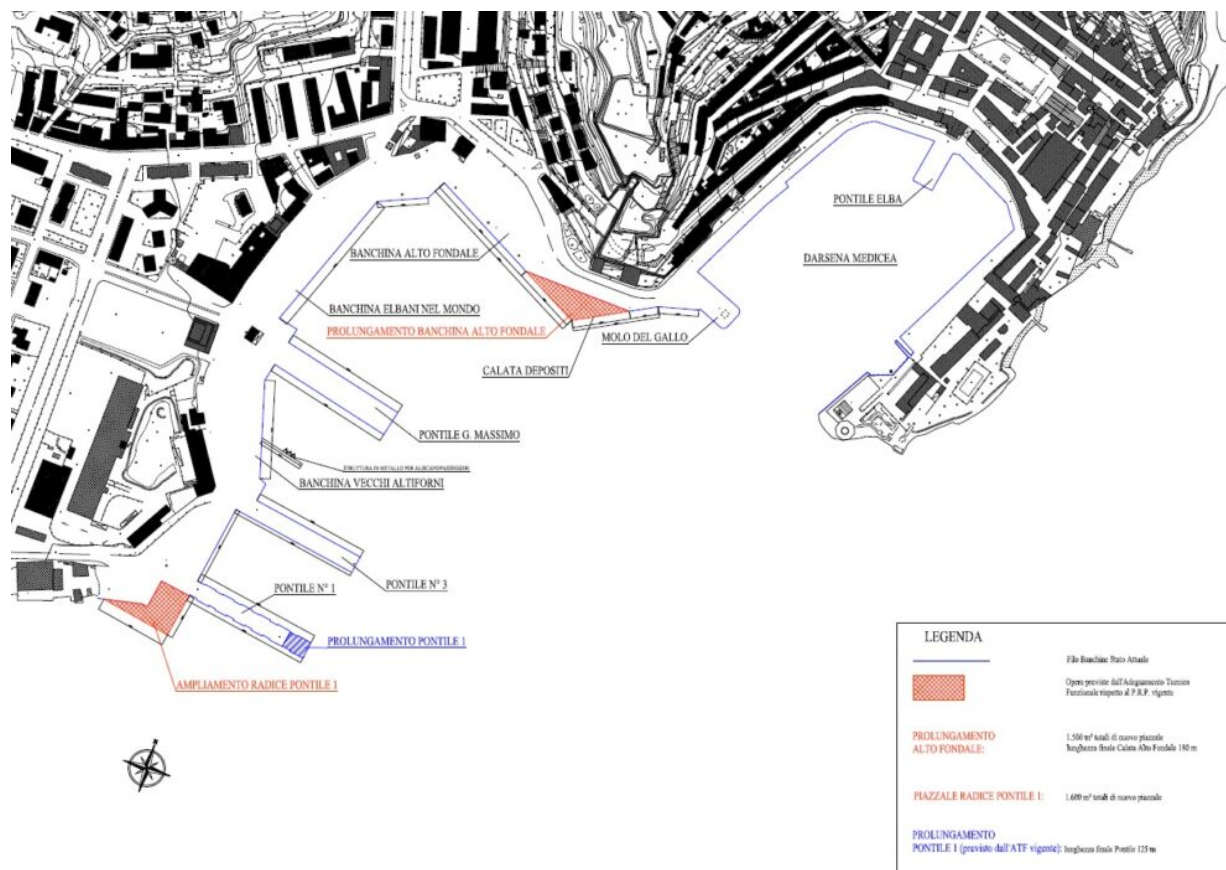 PONTILE ELBA
BANCHINA ALTO FONDALE
DARSENA MEDICEA
BANCHINA ELBANI NEL MONDO
PROLUNGAMENTO BANCHINA ALTO FONDALE
MOLO DEL GALLO
CALATA DEPOSITI
PONTILE G. MASSIMO
STRUTTURA IN METALLO PER
BANCHINA VECCHI ALTIFORNI
PONTILE N° 1
PONTILE N° 3
PROLUNGAMENTO PONTILE 1
AMPLIAMENTO RADICE PONTILE 1
LEGENDA
Filo Banchine Stato Attuale
Opere previste dall'Adeguamento Tecnico
Funzionale rispetto al P.R.P. vigente
PROLUNGAMENTO
ALTO FONDALE:
1.500 m² totali di nuovo piazzale
lunghezza finale Calata Alto Fondale 180 m
PIAZZALE RADICE PONTILE 1:
1.600 m² totali di nuovo piazzale
PROLUNGAMENTO
PONTILE 1 (previsto dall'ATF vigente): lunghezza finale Pontile 125 m